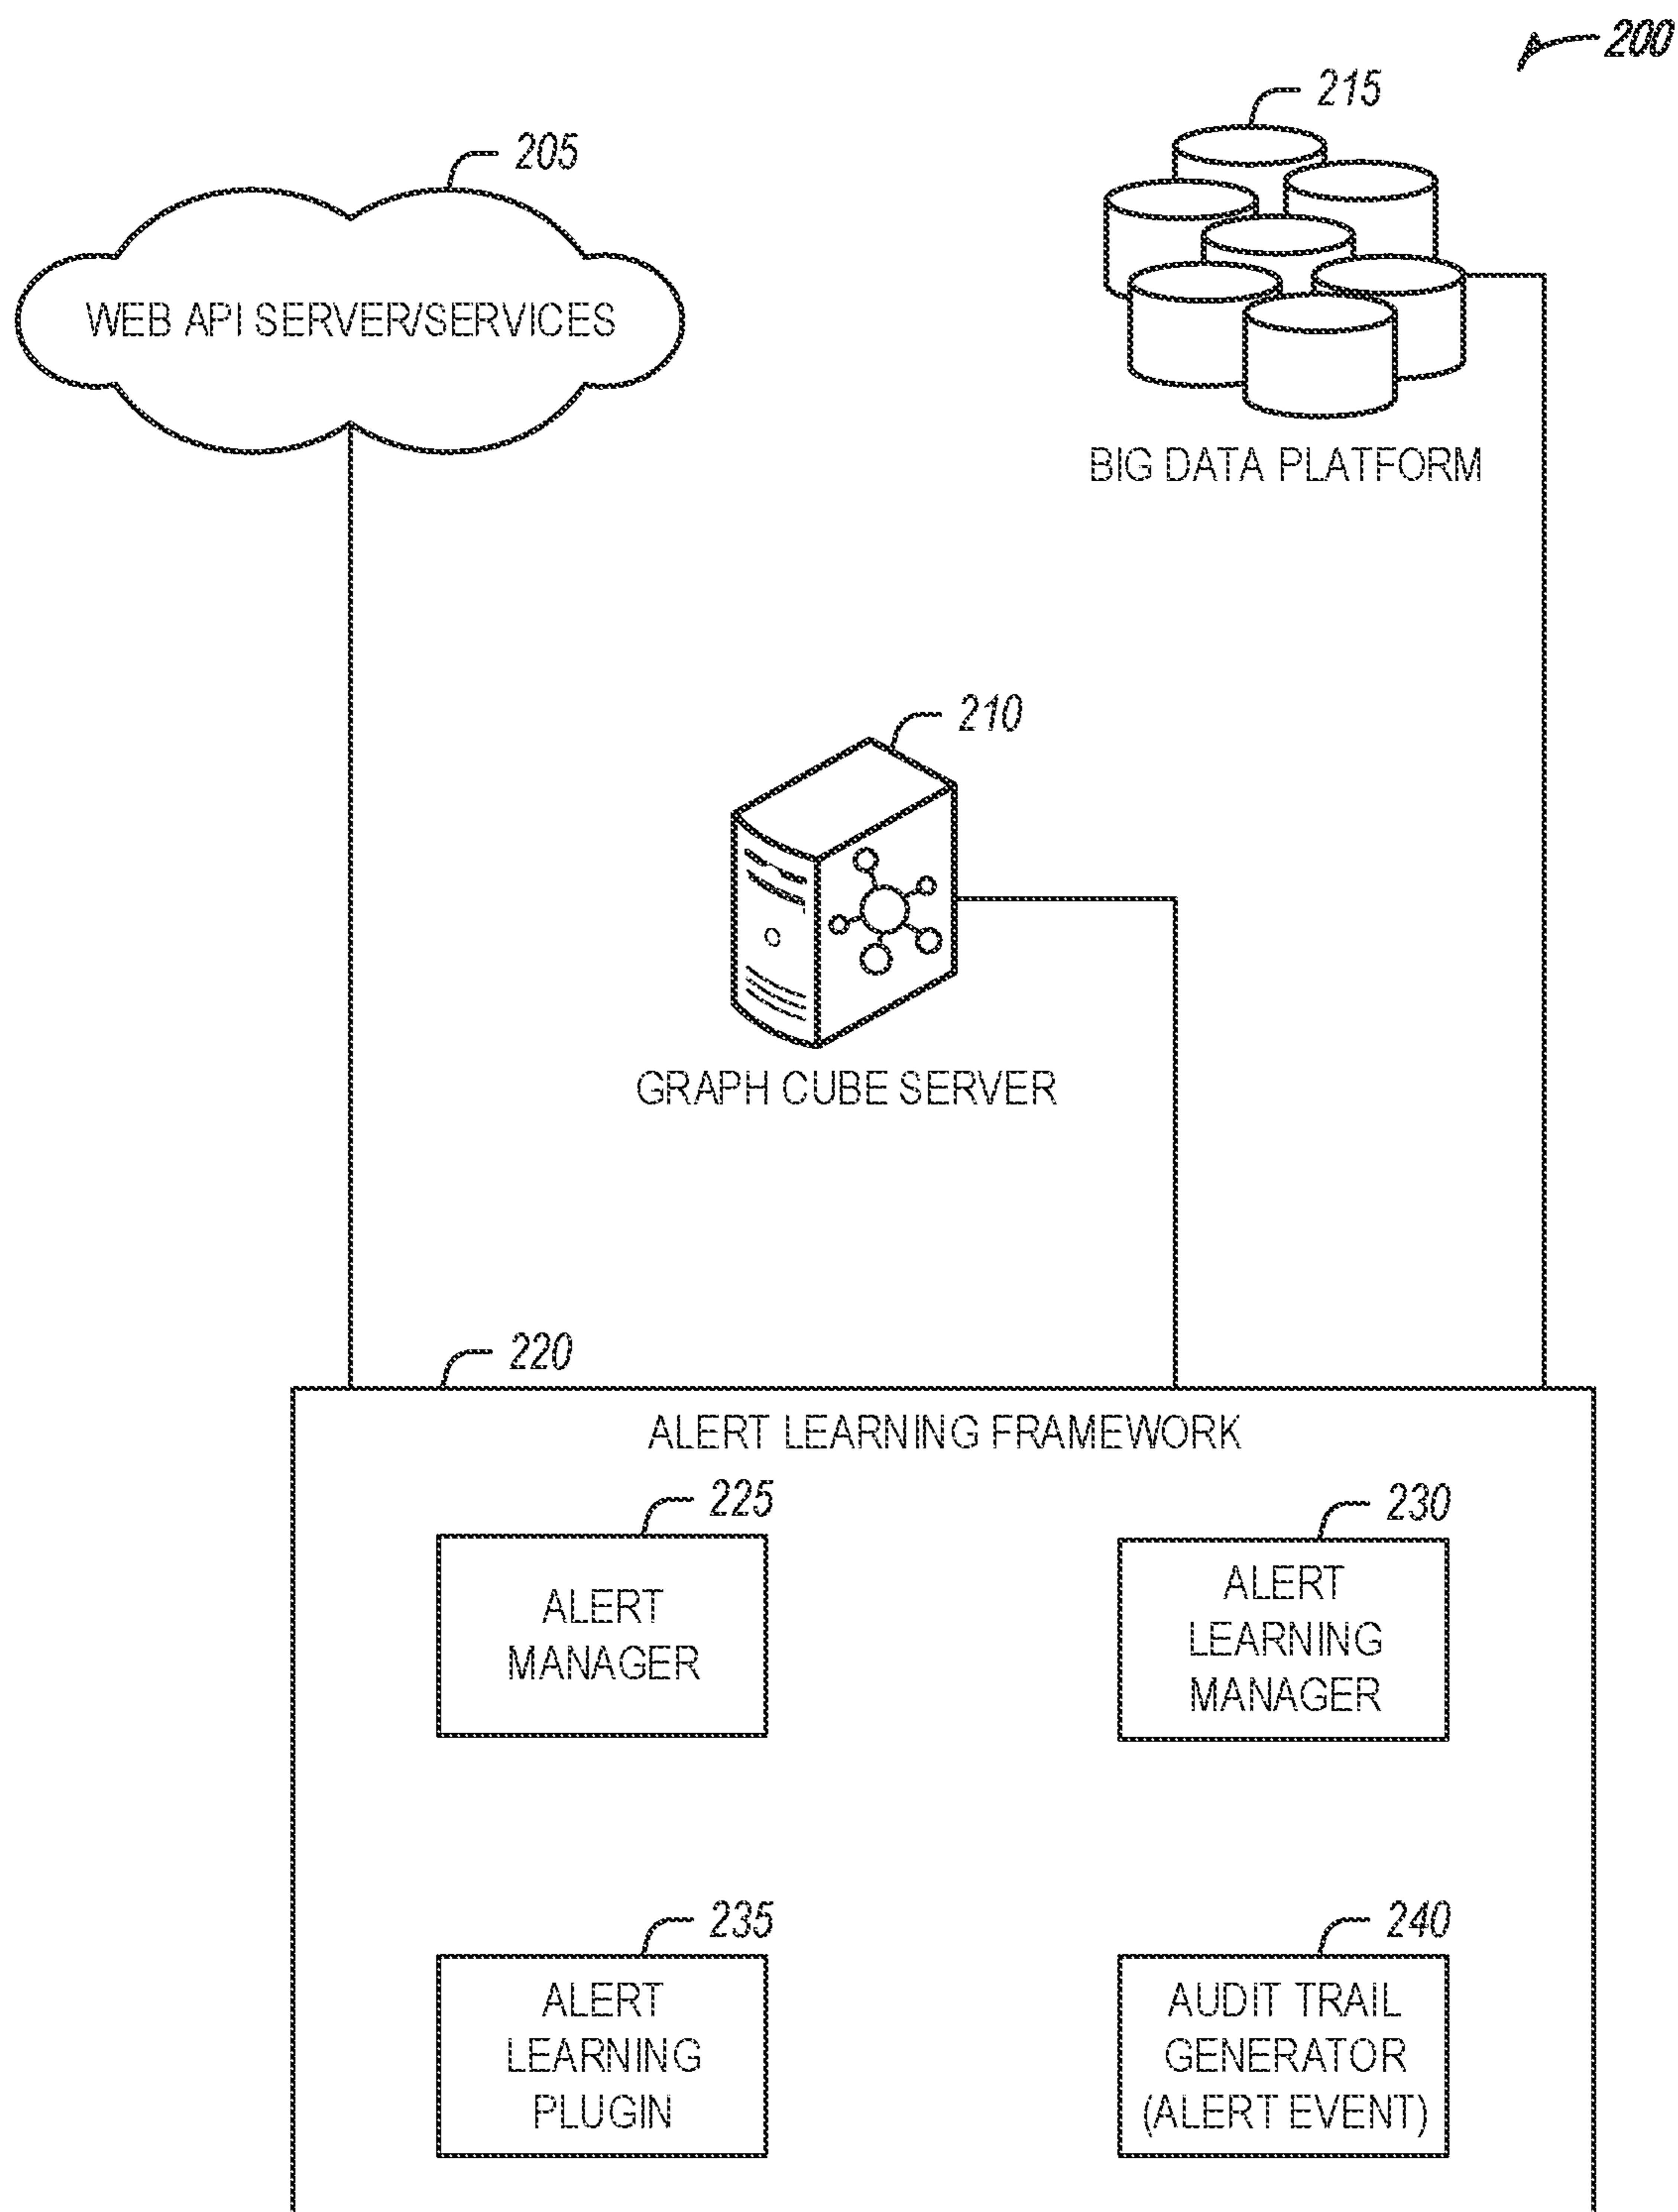 200
215
205
WEB API SERVER/SERVICES
BIG DATA PLATFORM
210
GRAPH CUBE SERVER
220
ALERT LEARNING FRAMEWORK
225
ALERT
MANAGER
230
ALERT
LEARNING
MANAGER
235
ALERT
LEARNING
PLUGIN
240
AUDIT TRAIL
GENERATOR
(ALERT EVENT)